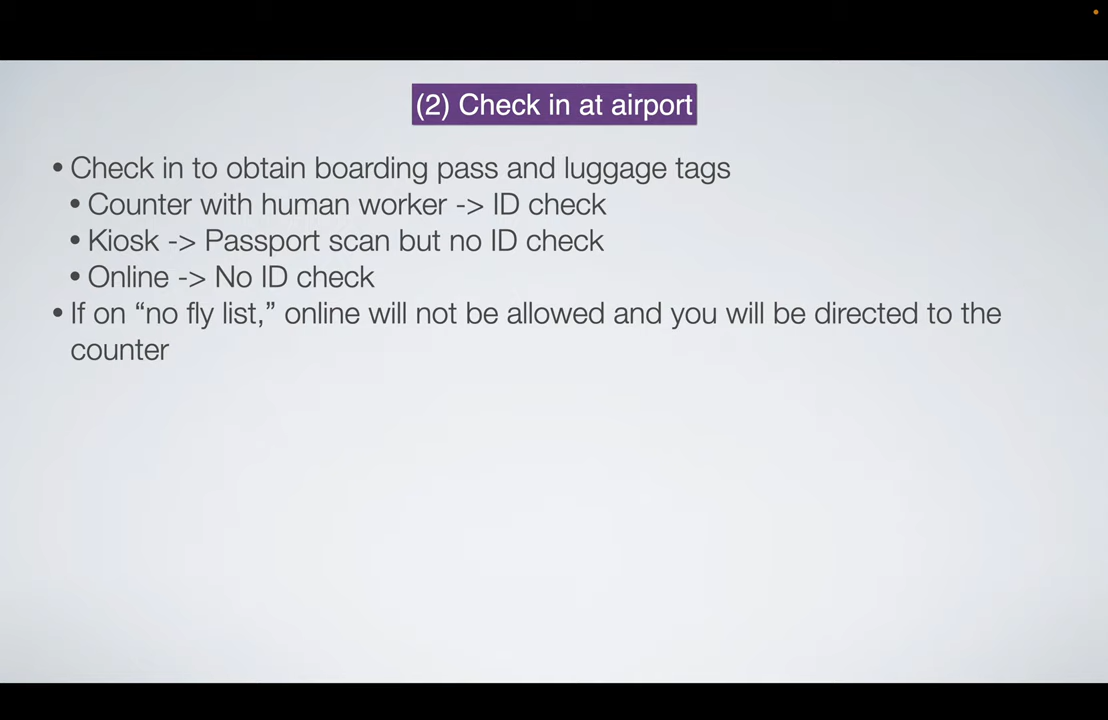 (2) Check in at airport
• Check in to obtain boarding pass and luggage tags
• Counter with human worker -> ID check
• Kiosk -> Passport scan but no ID check
• Online -> No ID check
• If on “no fly list,” online will not be allowed and you will be directed to the
counter